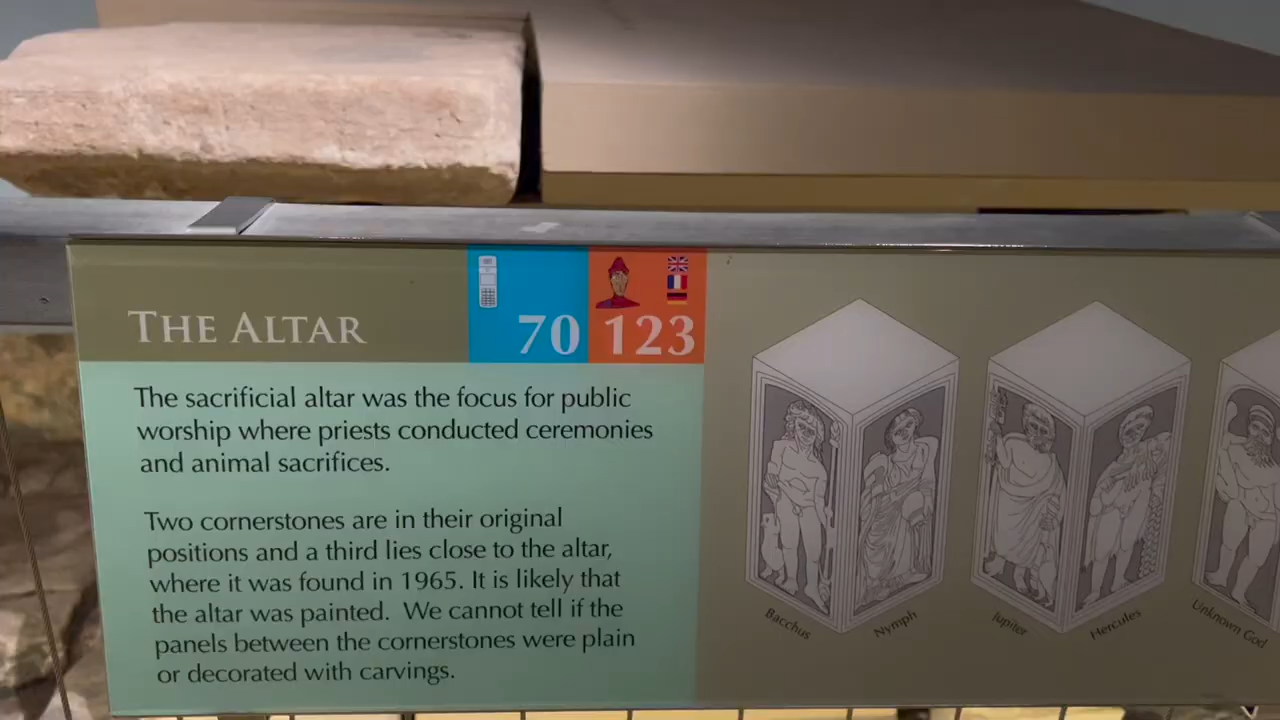 THE ALTAR
70
123
The sacrificial altar was the focus for public
worship where priests conducted ceremonies
and animal sacrifices.
Two cornerstones are in their original
positions and a third lies close to the altar,
where it was found in 1965. It is likely that
the altar was painted. We cannot tell if the
panels between the cornerstones were plain
or decorated with carvings.
Bacchus
Nymph
Jupiter
Hercules
Unknown God